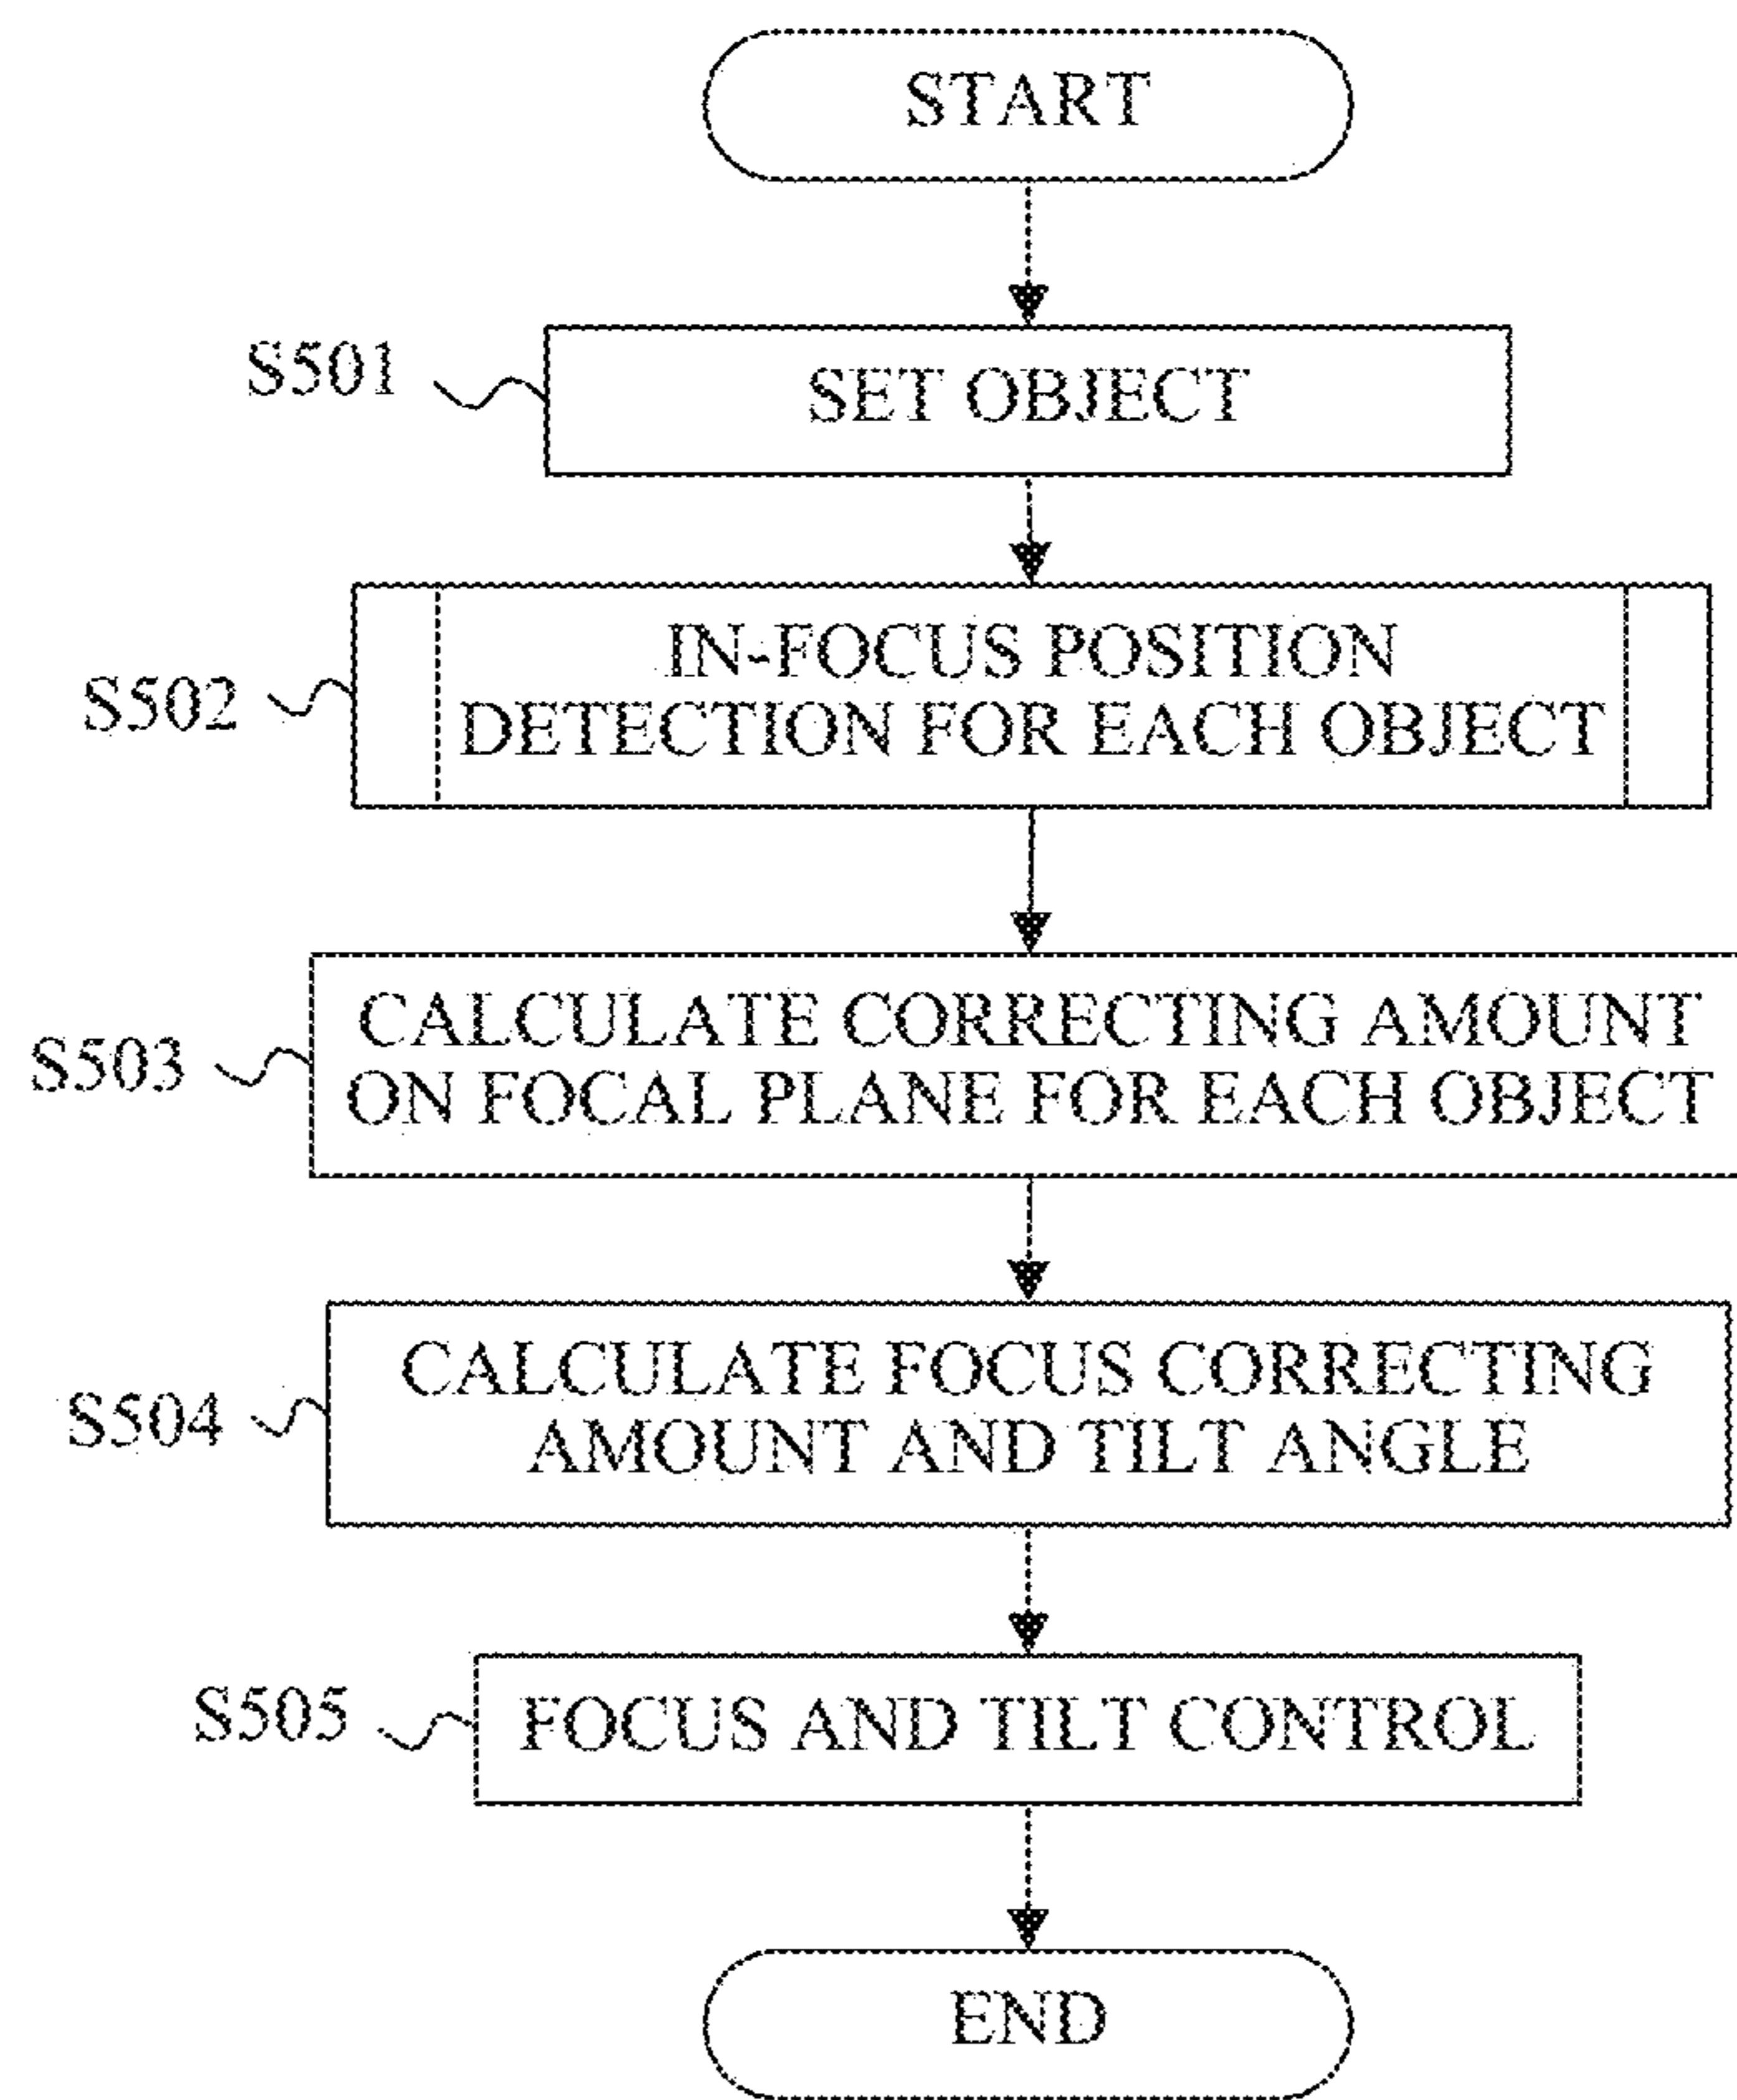 START
S501
SET OBJECT
S502
IN-FOCUS POSITION
DETECTION FOR EACH OBJECT
S503
CALCULATE CORRECTING AMOUNT
ON FOCAL PLANE FOR EACH OBJECT
S504
CALCULATE FOCUS CORRECTING
AMOUNT AND TILT ANGLE
S505
FOCUS AND TILT CONTROL
END